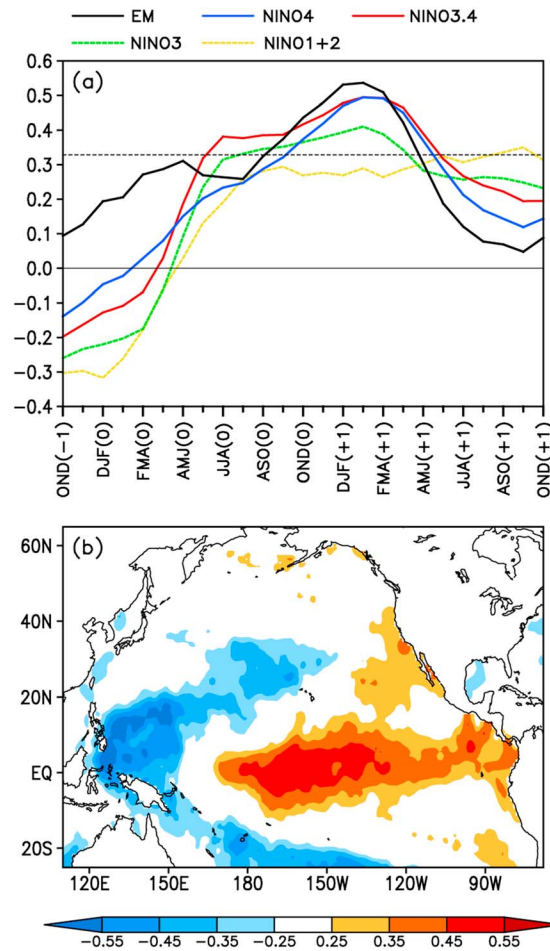 EM NINO4 NINO3.4
NINO3 NINO1+2
(a)
0.6
0.5
0.4
0.3
0.2
0.1
0.0
−0.1
−0.2
−0.3
−0.4
OND(−1) DJF(0) FMA(0) AMJ(0) JJA(0) ASO(0) OND(0) DJF(+1) FMA(+1) AMJ(+1) JJA(+1) ASO(+1) OND(+1)
(b)
60N
40N
20N
EQ
20S
120E 150E 180 150W 120W 90W
−0.55 −0.45 −0.35 −0.25 0.25 0.35 0.45 0.55